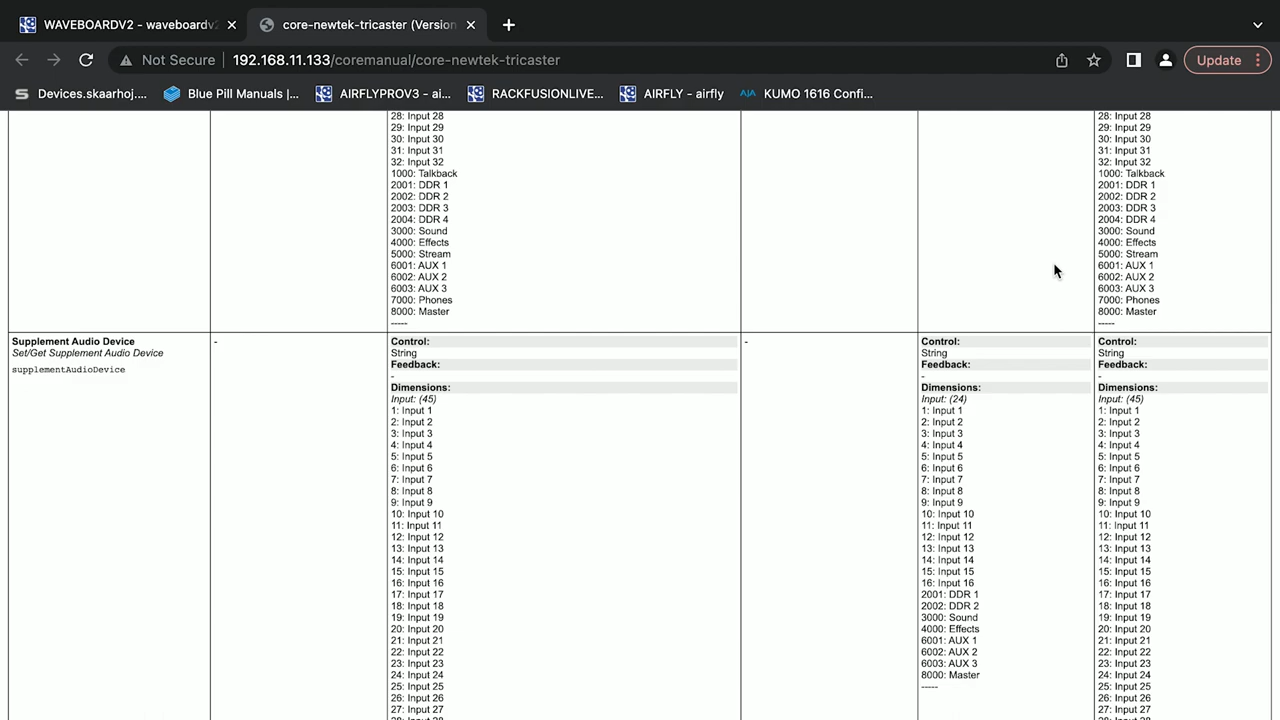 WAVEBOARDV2 - waveboardv2
core-newtek-tricaster (Version
Not Secure
192.168.11.133/coremanual/core-newtek-tricaster
Update
Devices.skaarhoj....
Blue Pill Manuals |...
AIRFLYPROV3 - ai...
RACKFUSIONLIVE...
AIRFLY - airfly
KUMO 1616 Confi...
28: Input 28
29: Input 29
30: Input 30
31: Input 31
32: Input 32
1000: Talkback
2001: DDR 1
2002: DDR 2
2003: DDR 3
2004: DDR 4
3000: Sound
4000: Effects
5000: Stream
6001: AUX 1
6002: AUX 2
6003: AUX 3
7000: Phones
8000: Master
-----
28: Input 28
29: Input 29
30: Input 30
31: Input 31
32: Input 32
1000: Talkback
2001: DDR 1
2002: DDR 2
2003: DDR 3
2004: DDR 4
3000: Sound
4000: Effects
5000: Stream
6001: AUX 1
6002: AUX 2
6003: AUX 3
7000: Phones
8000: Master
-----
Supplement Audio Device
Set/Get Supplement Audio Device
supplementAudioDevice
-
Control:
String
Feedback:
-
Dimensions:
Input: (45)
1: Input 1
2: Input 2
3: Input 3
4: Input 4
5: Input 5
6: Input 6
7: Input 7
8: Input 8
9: Input 9
10: Input 10
11: Input 11
12: Input 12
13: Input 13
14: Input 14
15: Input 15
16: Input 16
17: Input 17
18: Input 18
19: Input 19
20: Input 20
21: Input 21
22: Input 22
23: Input 23
24: Input 24
25: Input 25
26: Input 26
27: Input 27
-
Control:
String
Feedback:
-
Dimensions:
Input: (24)
1: Input 1
2: Input 2
3: Input 3
4: Input 4
5: Input 5
6: Input 6
7: Input 7
8: Input 8
9: Input 9
10: Input 10
11: Input 11
12: Input 12
13: Input 13
14: Input 14
15: Input 15
16: Input 16
2001: DDR 1
2002: DDR 2
3000: Sound
4000: Effects
6001: AUX 1
6002: AUX 2
6003: AUX 3
8000: Master
-----
Control:
String
Feedback:
-
Dimensions:
Input: (45)
1: Input 1
2: Input 2
3: Input 3
4: Input 4
5: Input 5
6: Input 6
7: Input 7
8: Input 8
9: Input 9
10: Input 10
11: Input 11
12: Input 12
13: Input 13
14: Input 14
15: Input 15
16: Input 16
17: Input 17
18: Input 18
19: Input 19
20: Input 20
21: Input 21
22: Input 22
23: Input 23
24: Input 24
25: Input 25
26: Input 26
27: Input 27